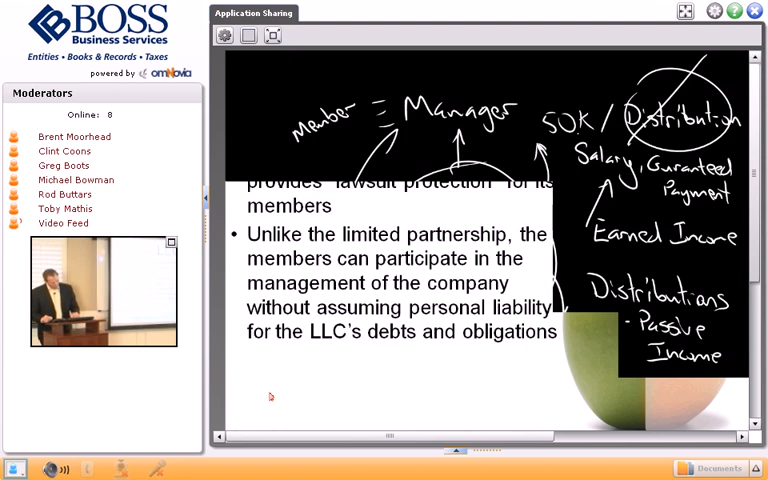 BOSS
Business Services
Entities • Books & Records • Taxes
powered by omNovia
Moderators
Online: 8
Brent Moorhead
Clint Coons
Greg Boots
Michael Bowman
Rod Buttars
Toby Mathis
Video Feed
Application Sharing
Member Manager 50K / Distribution
Salary, Guranteed
Payment
Earned Income
Distributions
- Passive
Income
provides "lawsuit protection" for its
members
• Unlike the limited partnership, the
members can participate in the
management of the company
without assuming personal liability
for the LLC's debts and obligations
Documents